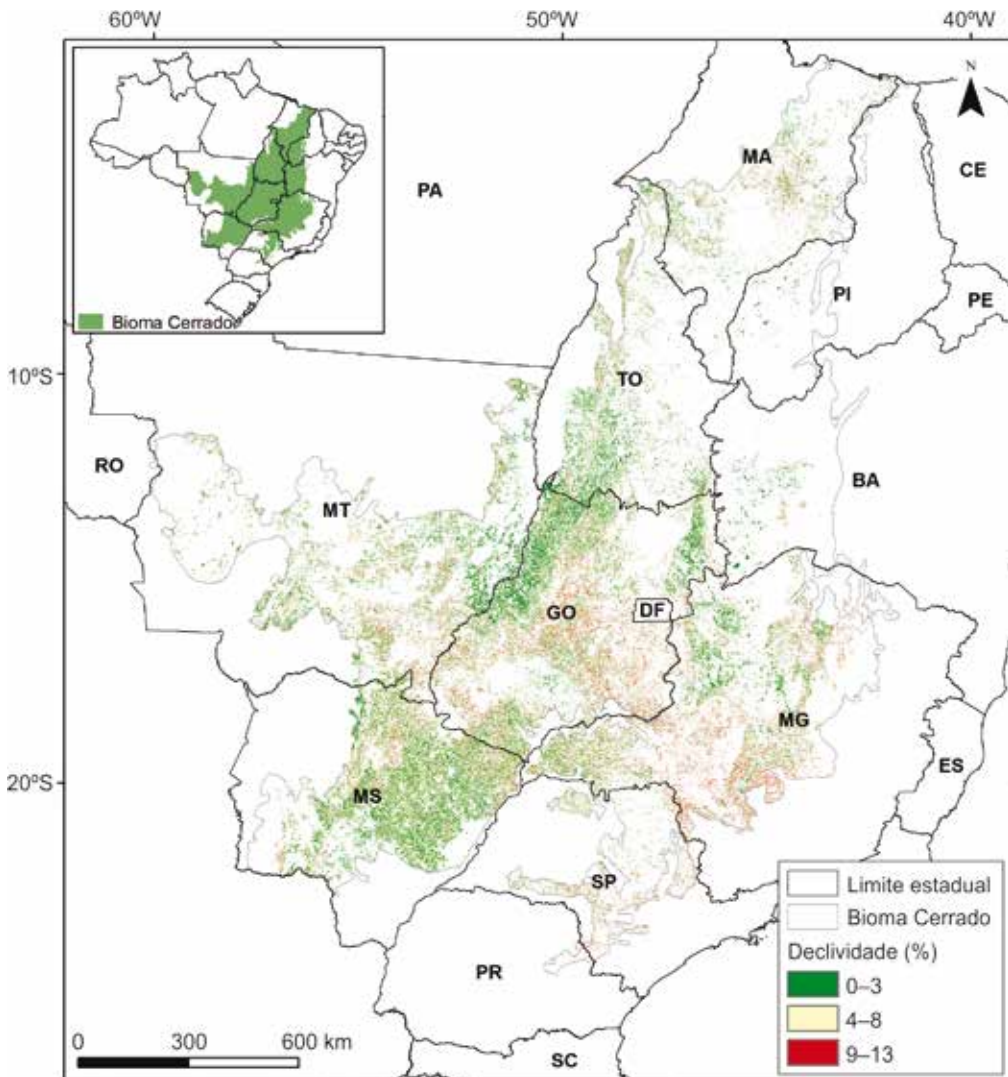 60ºW 50ºW 40ºW
N
Bioma Cerrado
PA
MA
CE
PI
PE
10ºS
TO
RO
MT
BA
GO
DF
MG
ES
20ºS
MS
SP
PR
SC
Limite estadual
Bioma Cerrado
Declividade (%)
0–3
4–8
9–13
0 300 600 km